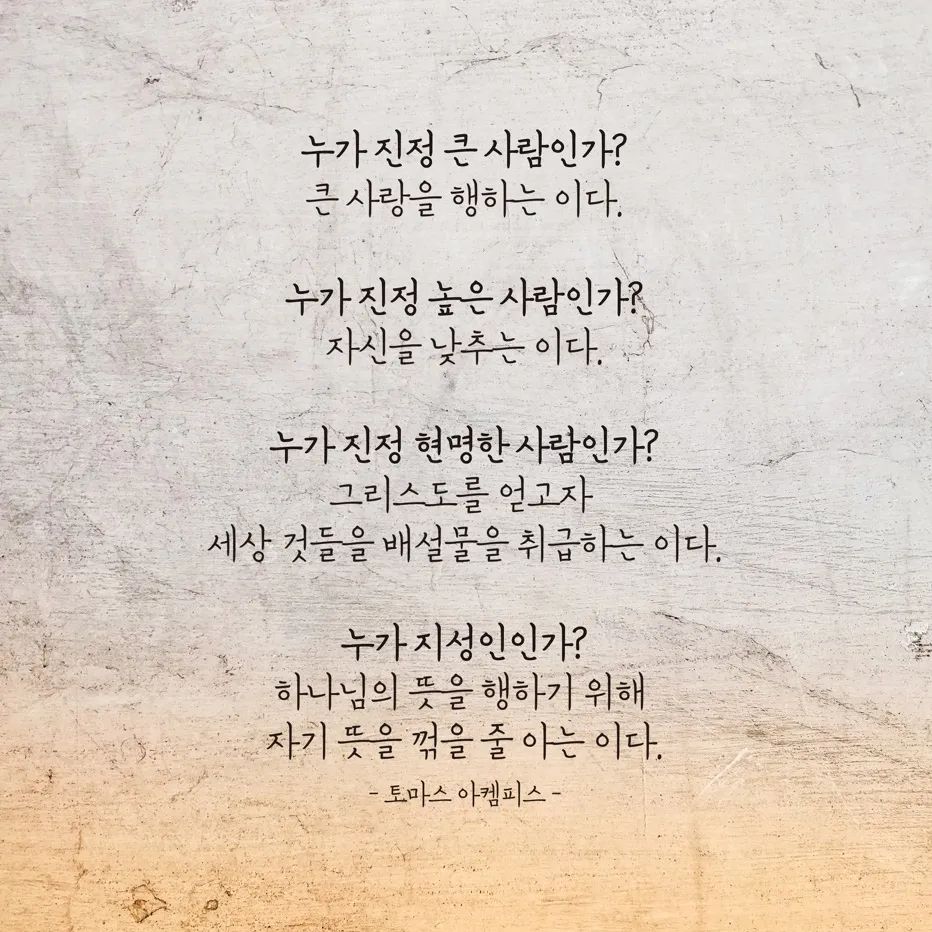 누가 진정 큰 사람인가?
큰 사랑을 행하는 이다.
누가 진정 높은 사람인가?
자신을 낮추는 이다.
누가 진정 현명한 사람인가?
그리스도를 얻고자
세상 것들을 배설물을 취급하는 이다.
누가 지성인인가?
하나님의 뜻을 행하기 위해
자기 뜻을 꺾을 줄 아는 이다.
- 토마스 아켐피스 -